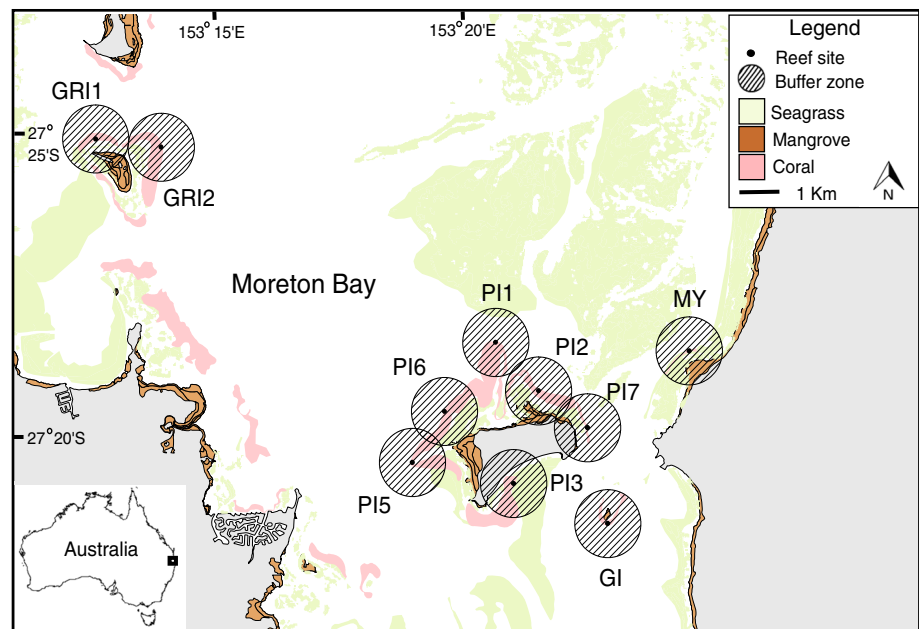 153°15'E
153°20'E
Legend
Reef site
Buffer zone
Seagrass
Mangrove
Coral
1 Km
N
GRI1
27°
25'S
GRI2
Moreton Bay
PI1
MY
PI2
PI6
PI7
27°20'S
PI5
PI3
GI
Australia